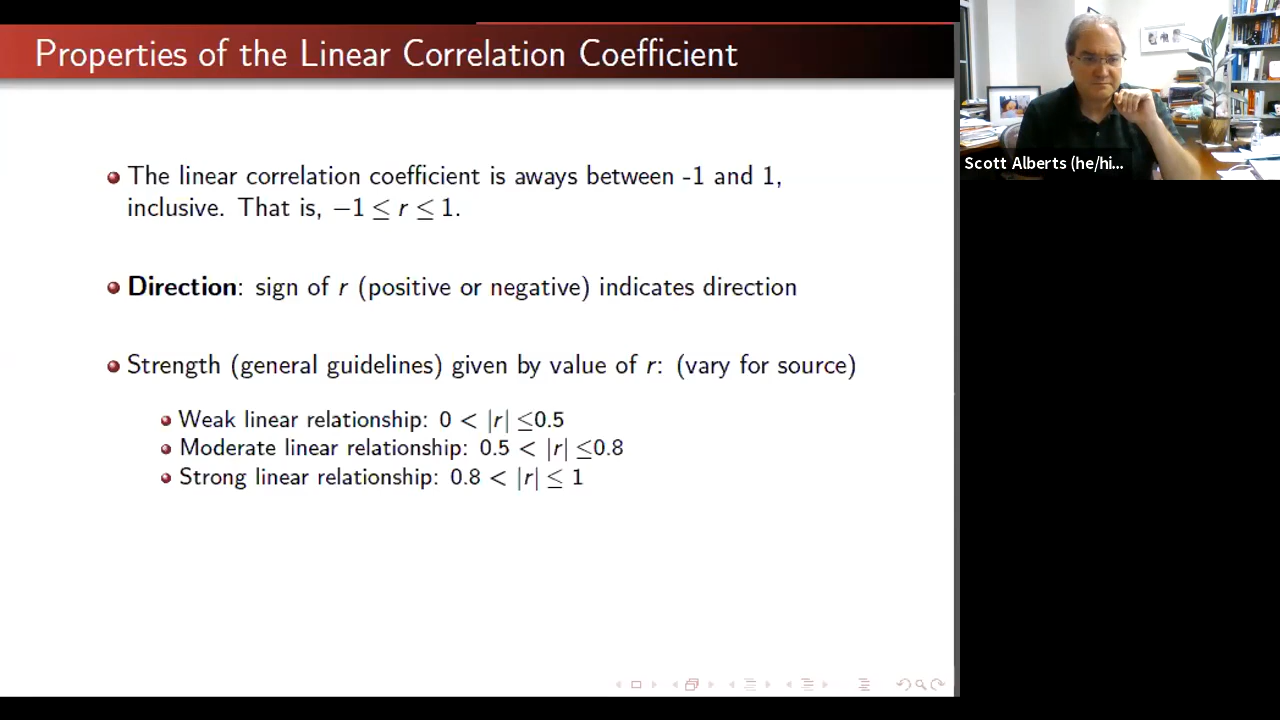 Properties of the Linear Correlation Coefficient
The linear correlation coefficient is aways between -1 and 1,
inclusive. That is, −1 ≤ r ≤ 1.
Direction: sign of r (positive or negative) indicates direction
Strength (general guidelines) given by value of r: (vary for source)
Weak linear relationship: 0 < |r| ≤0.5
Moderate linear relationship: 0.5 < |r| ≤0.8
Strong linear relationship: 0.8 < |r| ≤ 1
Scott Alberts (he/hi...